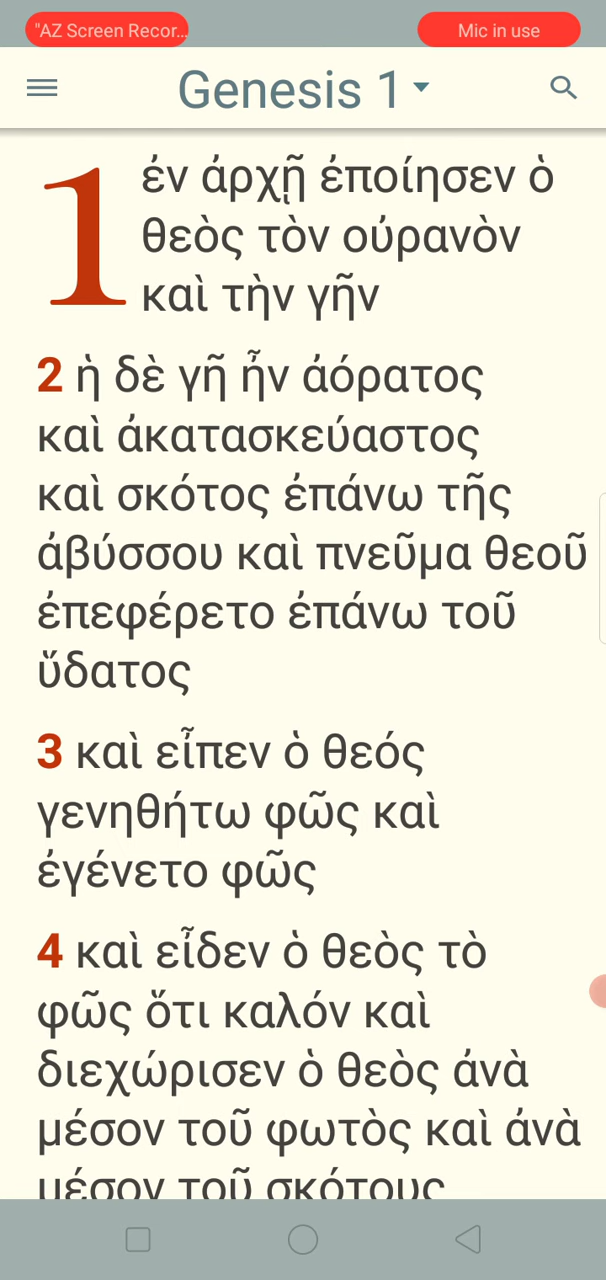 "AZ Screen Recor...
Mic in use
Genesis 1
1 ἐν ἀρχῇ ἐποίησεν ὁ
θεὸς τὸν οὐρανὸν
καὶ τὴν γῆν
2 ἡ δὲ γῆ ἦν ἀόρατος
καὶ ἀκατασκεύαστος
καὶ σκότος ἐπάνω τῆς
ἀβύσσου καὶ πνεῦμα θεοῦ
ἐπεφέρετο ἐπάνω τοῦ
ὕδατος
3 καὶ εἶπεν ὁ θεός
γενηθήτω φῶς καὶ
ἐγένετο φῶς
4 καὶ εἶδεν ὁ θεὸς τὸ
φῶς ὅτι καλόν καὶ
διεχώρισεν ὁ θεὸς ἀνὰ
μέσον τοῦ φωτὸς καὶ ἀνὰ
μέσον τοῦ σκότους